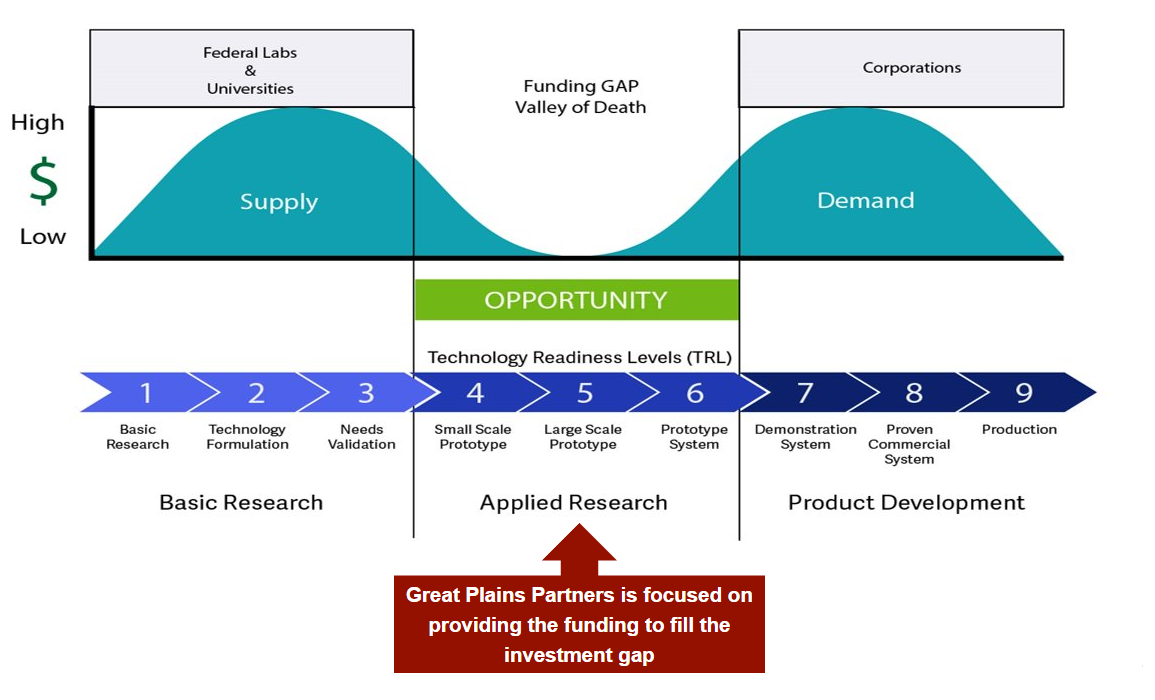 Federal Labs
&
Universities
Funding GAP
Valley of Death
Corporations
High
$
Low
Supply
Demand
OPPORTUNITY
Technology Readiness Levels (TRL)
1 2 3 4 5 6 7 8 9
Basic
Research
Technology
Formulation
Needs
Validation
Small Scale
Prototype
Large Scale
Prototype
Prototype
System
Demonstration
System
Proven
Commercial
System
Production
Basic Research
Applied Research
Product Development
Great Plains Partners is focused on
providing the funding to fill the
investment gap